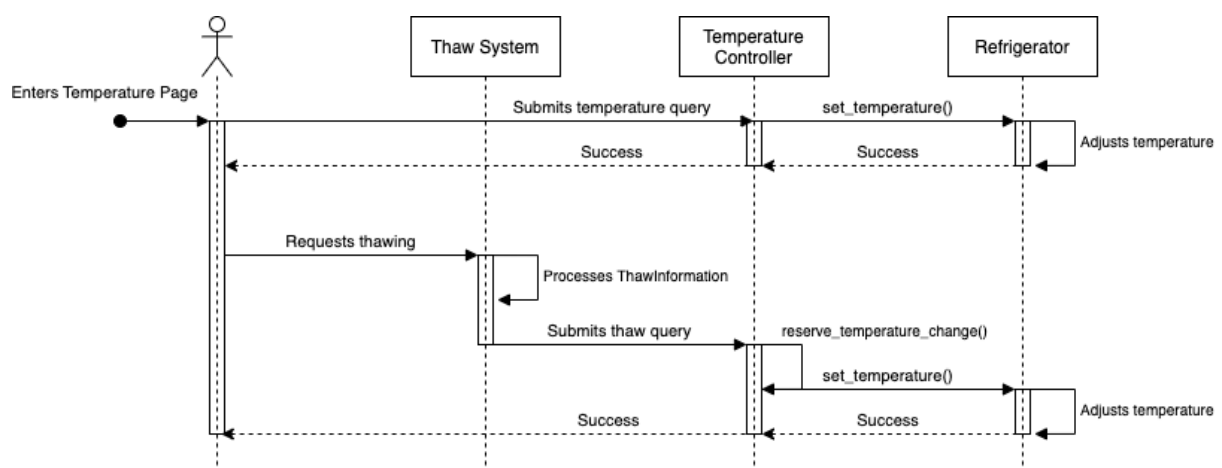 Thaw System
Temperature
Controller
Refrigerator
Enters Temperature Page
Submits temperature query
set_temperature()
Adjusts temperature
Success
Success
Requests thawing
Processes ThawInformation
Submits thaw query
reserve_temperature_change()
set_temperature()
Adjusts temperature
Success
Success